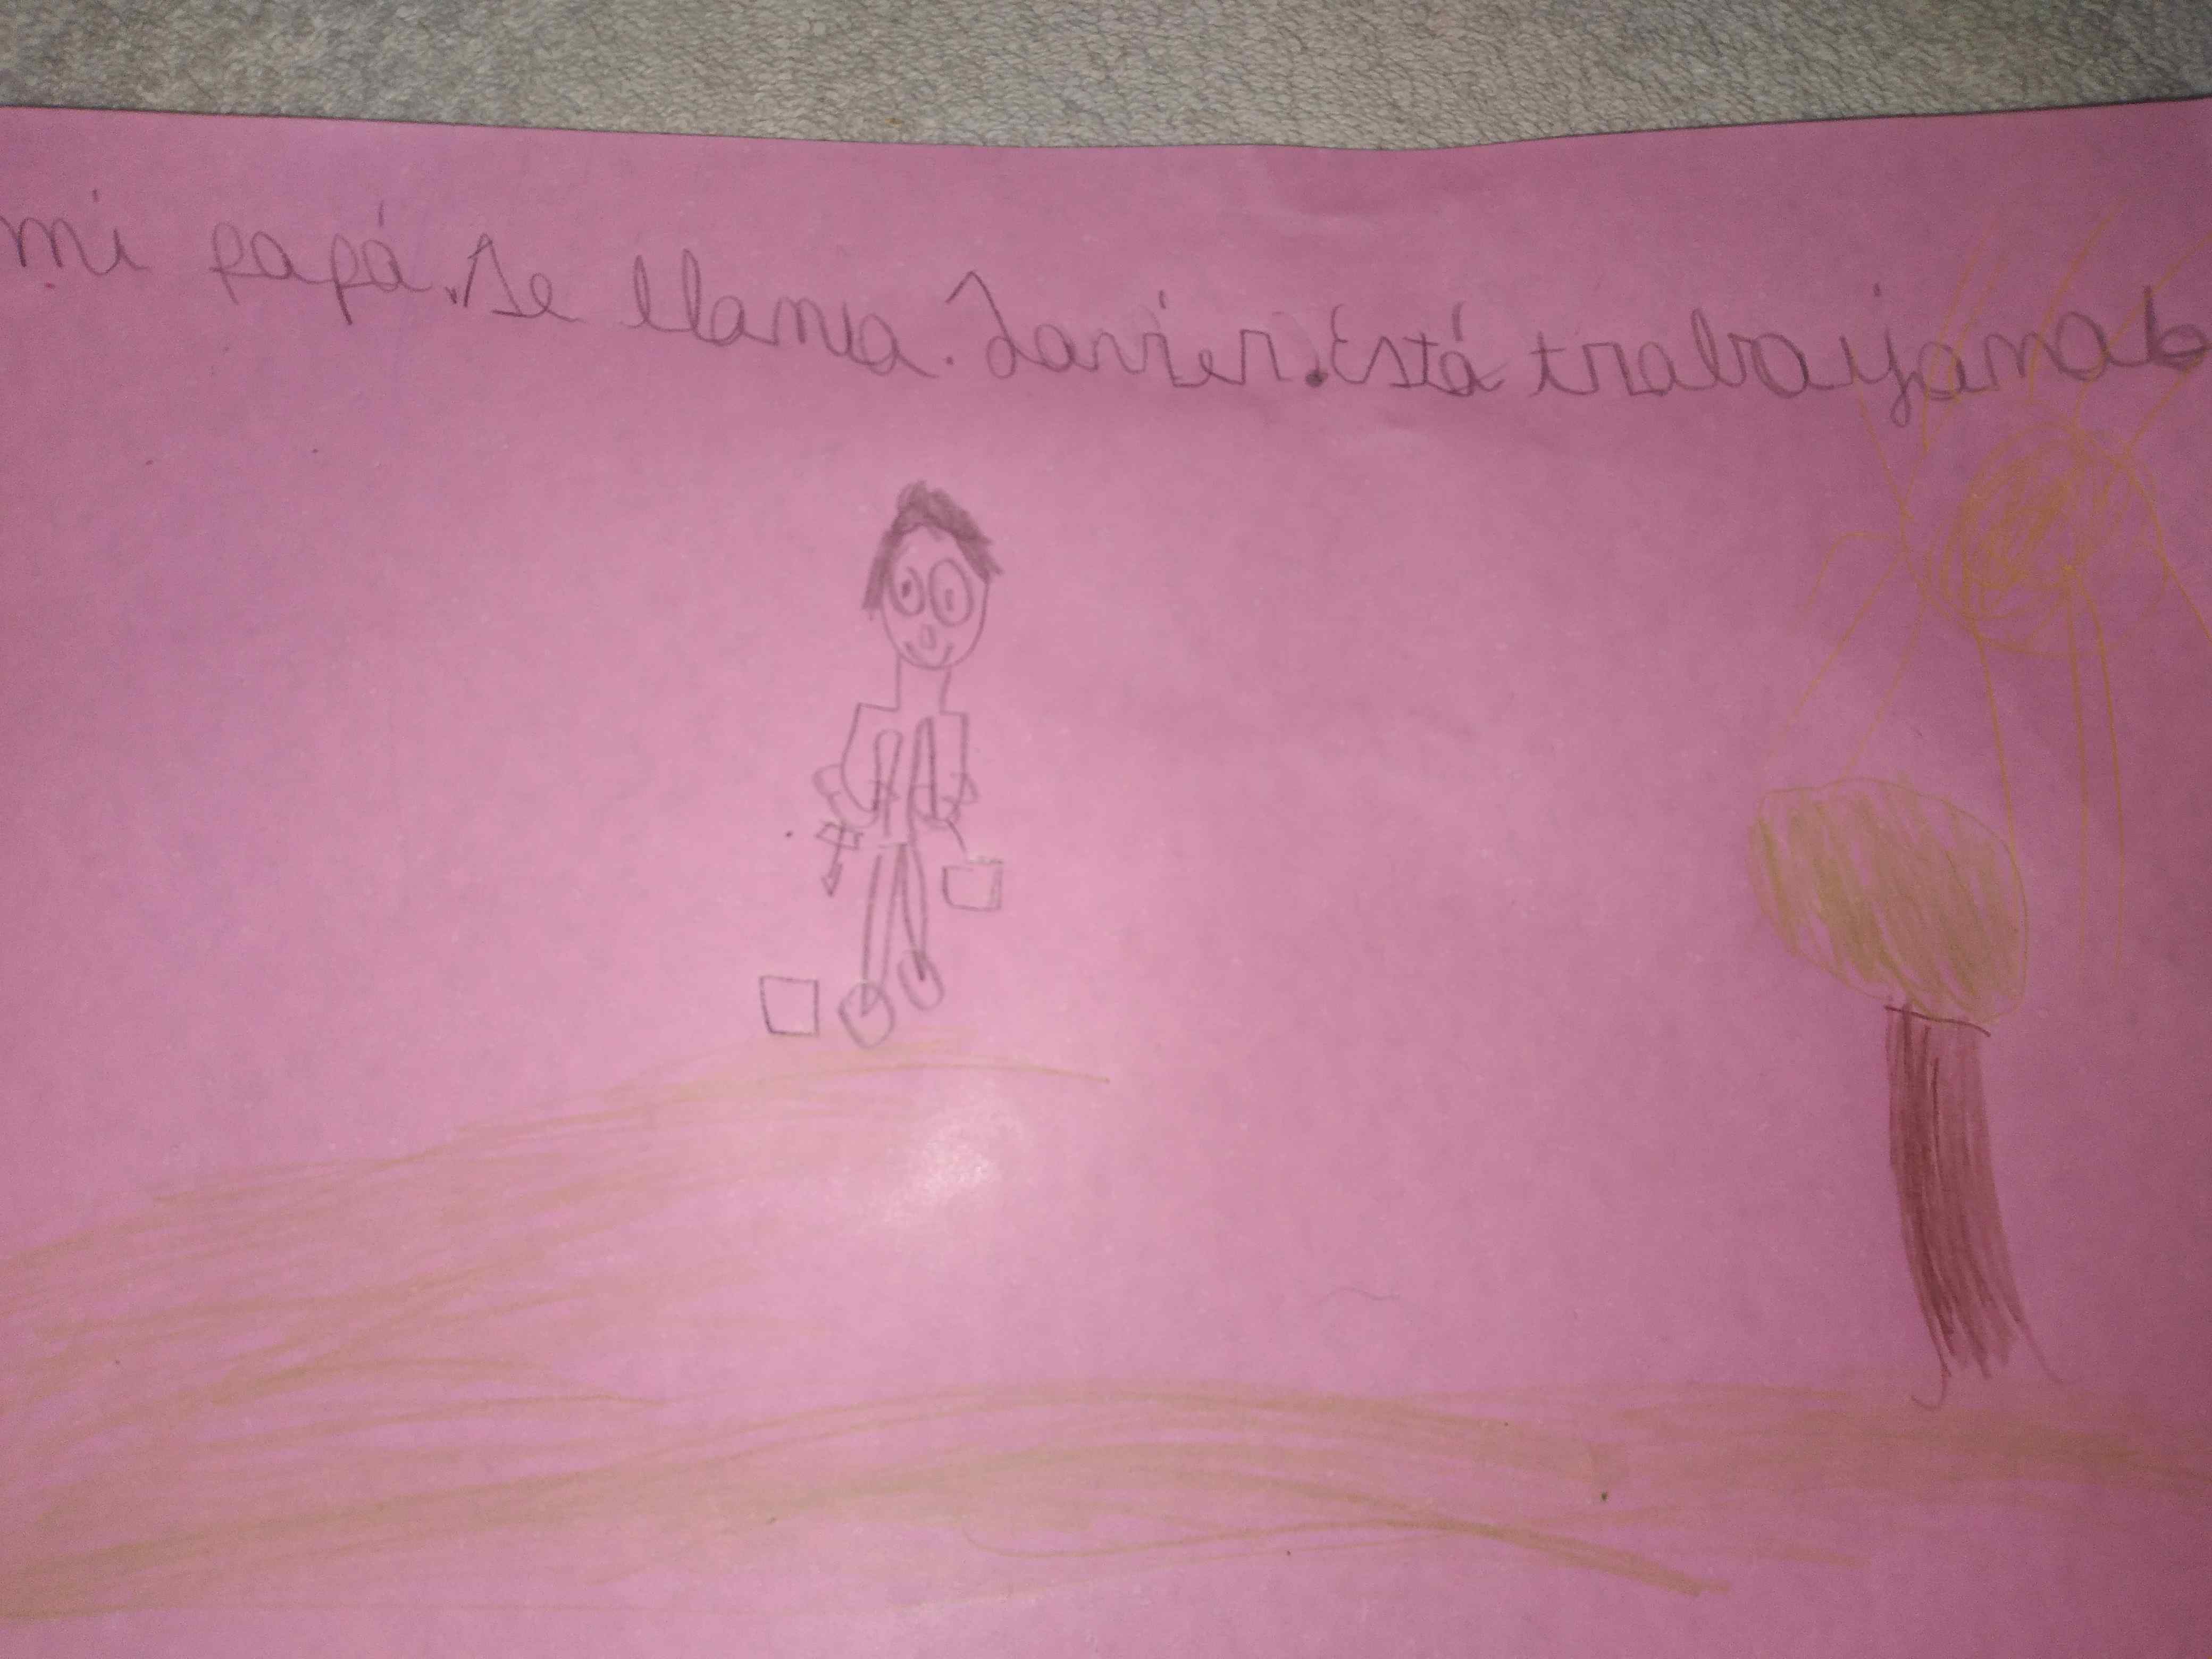 mi papá. Se llama. Javier. Está trabajando